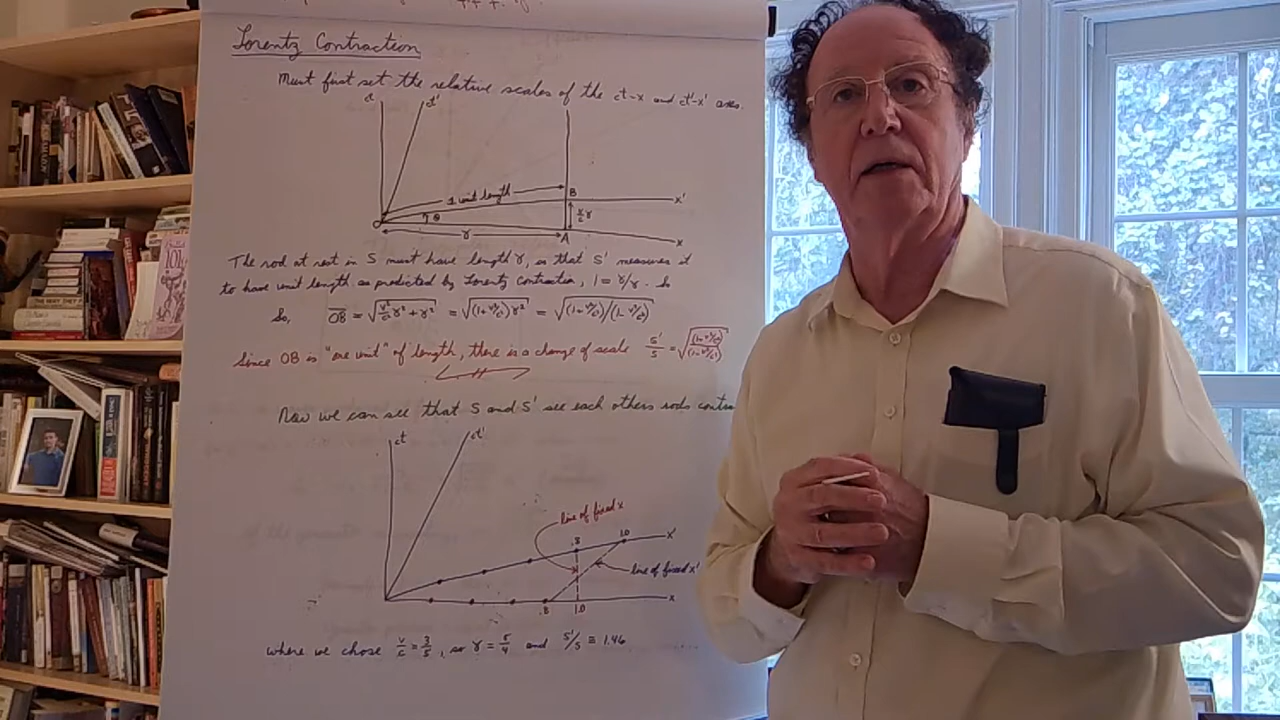 Lorentz Contraction
Must first set the relative scales of the ct-x and ct'-x' axes.
ct
ct'
1 unit length
B
x'
θ
v/c γ
γ
A
x
The rod at rest in S must have length γ, so that S' measures it
to have unit length as predicted by Lorentz contraction, 1 = γ/γ. So
So, OB = √(v²/c² γ² + γ²) = √((1+v²/c²)γ²) = √((1+v²/c²)/(1-v²/c²))
Since OB is "one unit" of length, there is a change of scale S'/S = √((1+v²/c²)/(1-v²/c²))
Now we can see that S and S' see each others rods contra
ct
ct'
line of fixed x
.8
1.0
x'
line of fixed x'
.8
1.0
x
where we chose v/c = 3/5, so γ = 5/4 and S'/S ≅ 1.46